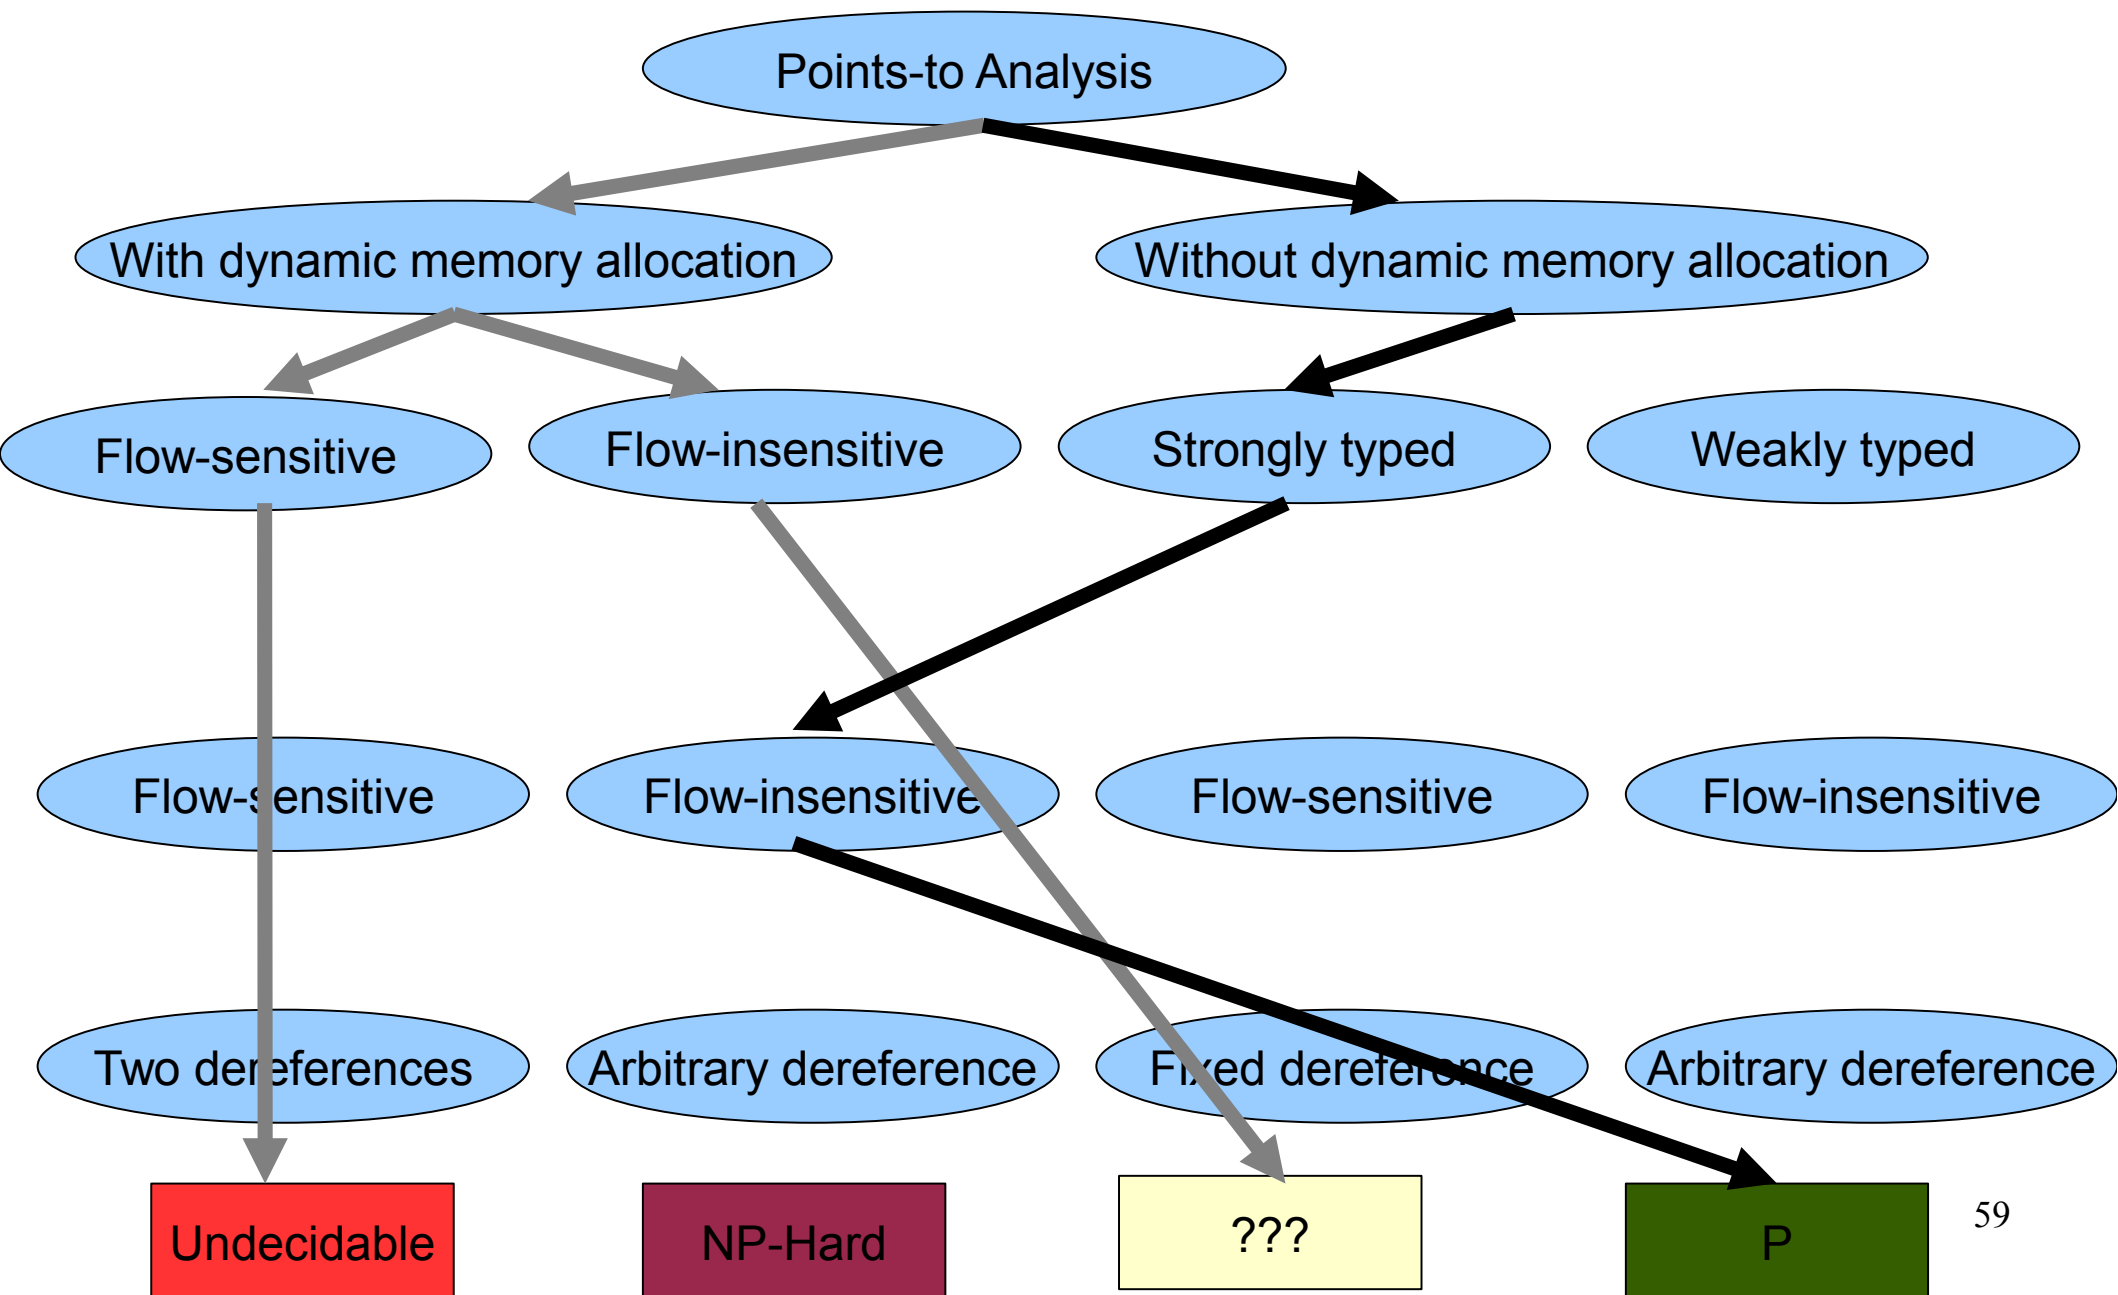 Points-to Analysis
With dynamic memory allocation
Without dynamic memory allocation
Flow-sensitive
Flow-insensitive
Strongly typed
Weakly typed
Flow-sensitive
Flow-insensitive
Flow-sensitive
Flow-insensitive
Two dereferences
Arbitrary dereference
Fixed dereference
Arbitrary dereference
Undecidable
NP-Hard
???
P
59